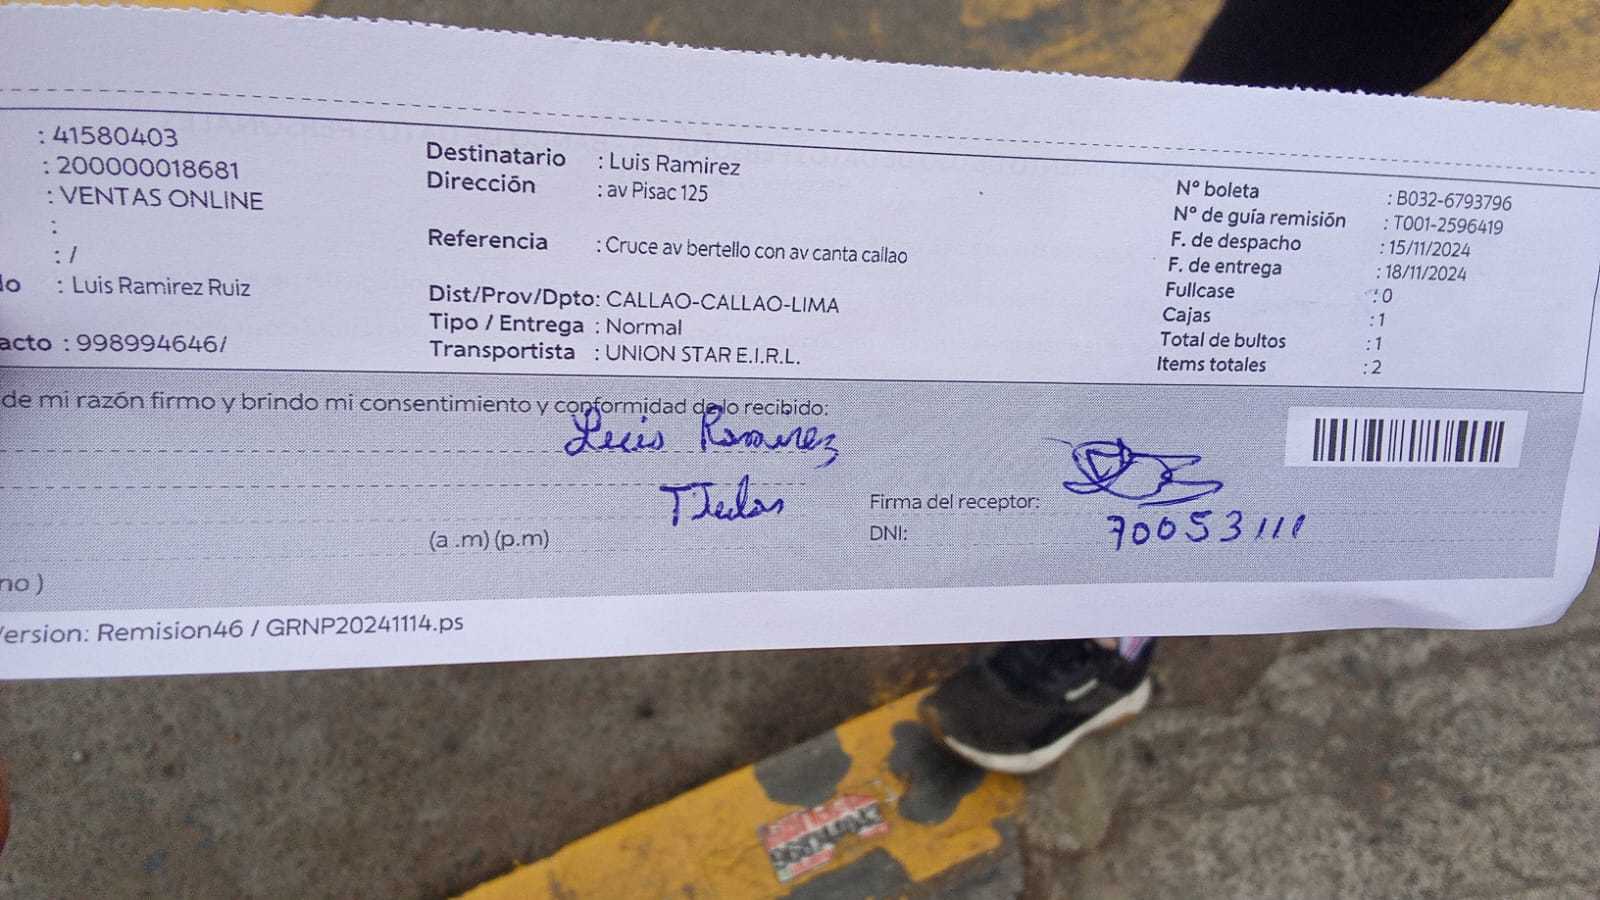 : 41580403
: 200000018681
: VENTAS ONLINE
:
: /
do : Luis Ramirez Ruiz
acto : 998994646/
Destinatario : Luis Ramirez
Dirección : av Pisac 125
Referencia : Cruce av bertello con av canta callao
Dist/Prov/Dpto: CALLAO-CALLAO-LIMA
Tipo / Entrega : Normal
Transportista : UNION STAR E.I.R.L.
N° boleta : B032-6793796
N° de guía remisión : T001-2596419
F. de despacho : 15/11/2024
F. de entrega : 18/11/2024
Fullcase : 0
Cajas : 1
Total de bultos : 1
Items totales : 2
de mi razón firmo y brindo mi consentimiento y conformidad de lo recibido:
Luis Ramirez
(a .m) (p.m)
Firma del receptor:
DNI: 70053111
no )
Version: Remision46 / GRNP20241114.ps